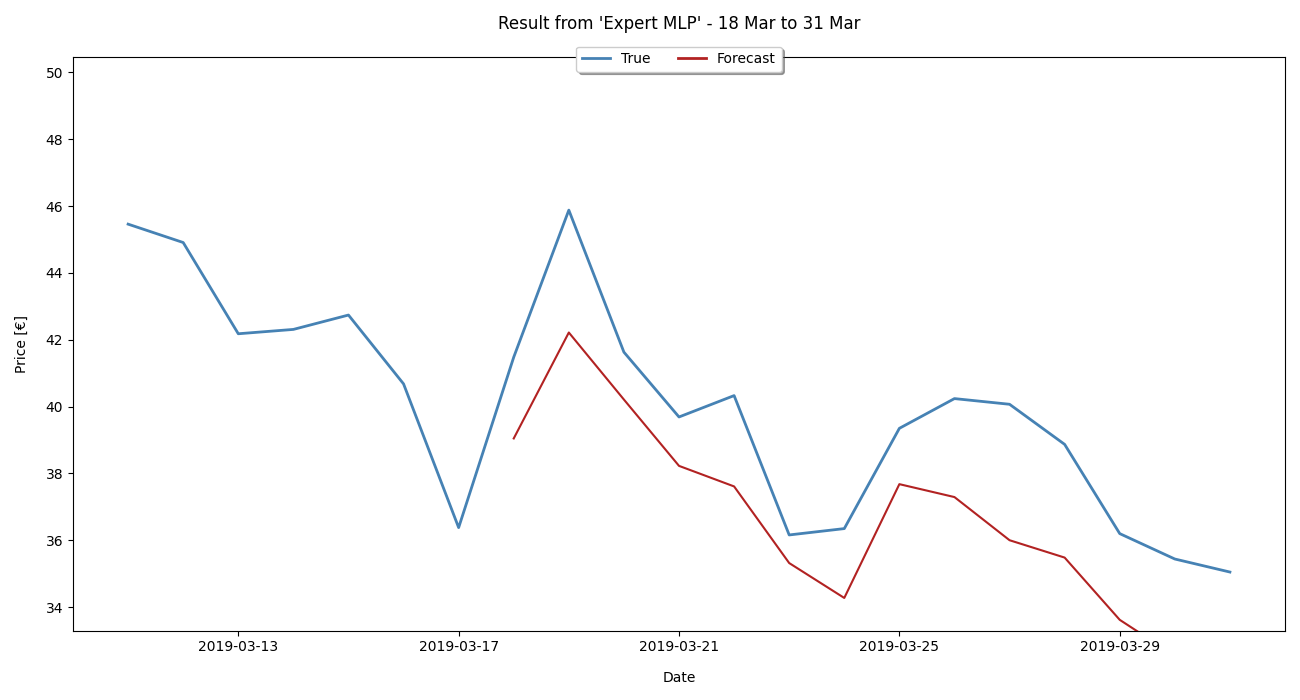 Result from 'Expert MLP' - 18 Mar to 31 Mar
True Forecast
50
48
46
44
42
40
38
36
34
Price [€]
2019-03-13 2019-03-17 2019-03-21 2019-03-25 2019-03-29
Date